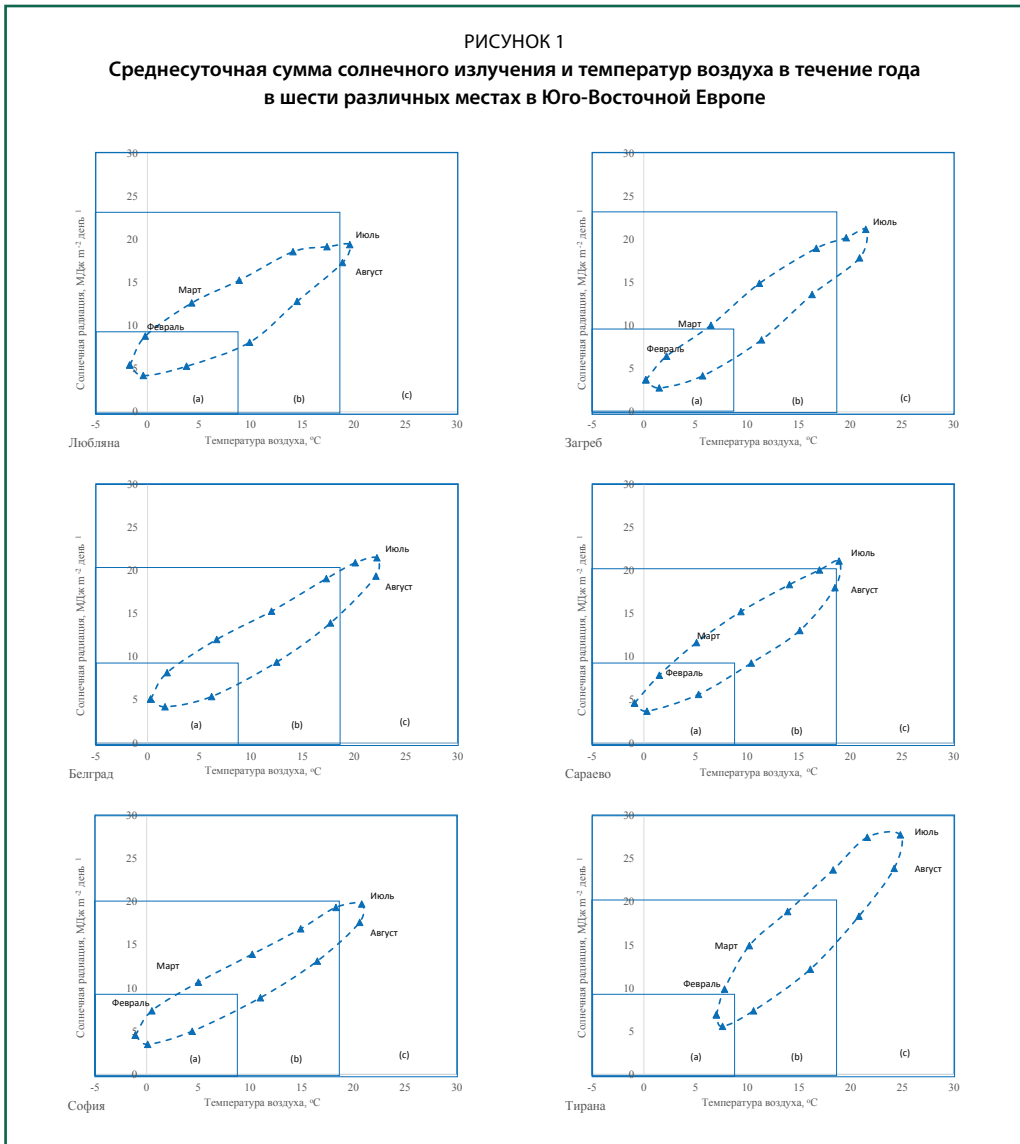 РИСУНОК 1
Среднесуточная сумма солнечного излучения и температур воздуха в течение года
в шести различных местах в Юго-Восточной Европе
Солнечная радиация, МДж m⁻² день ¹
30
25
20
15
10
5
0
Июль
Август
Март
Февраль
(a)
(b)
(c)
-5 0 5 10 15 20 25 30
Температура воздуха, °C
Любляна
Солнечная радиация, МДж m⁻² день ¹
30
25
20
15
10
5
0
Июль
Март
Февраль
(a)
(b)
(c)
-5 0 5 10 15 20 25 30
Температура воздуха, °C
Загреб
Солнечная радиация, МДж m⁻² день ¹
30
25
20
15
10
5
0
Июль
Август
(a)
(b)
(c)
-5 0 5 10 15 20 25 30
Температура воздуха, °C
Белград
Солнечная радиация, МДж m⁻² день ¹
30
25
20
15
10
5
0
Июль
Август
Март
Февраль
(a)
(b)
(c)
-5 0 5 10 15 20 25 30
Температура воздуха, °C
Сараево
Солнечная радиация, МДж m⁻² день ¹
30
25
20
15
10
5
0
Июль
Август
Март
Февраль
(a)
(b)
(c)
-5 0 5 10 15 20 25 30
Температура воздуха, °C
София
Солнечная радиация, МДж m⁻² день ¹
30
25
20
15
10
5
0
Июль
Август
Март
Февраль
(a)
(b)
(c)
-5 0 5 10 15 20 25 30
Температура воздуха, °C
Тирана